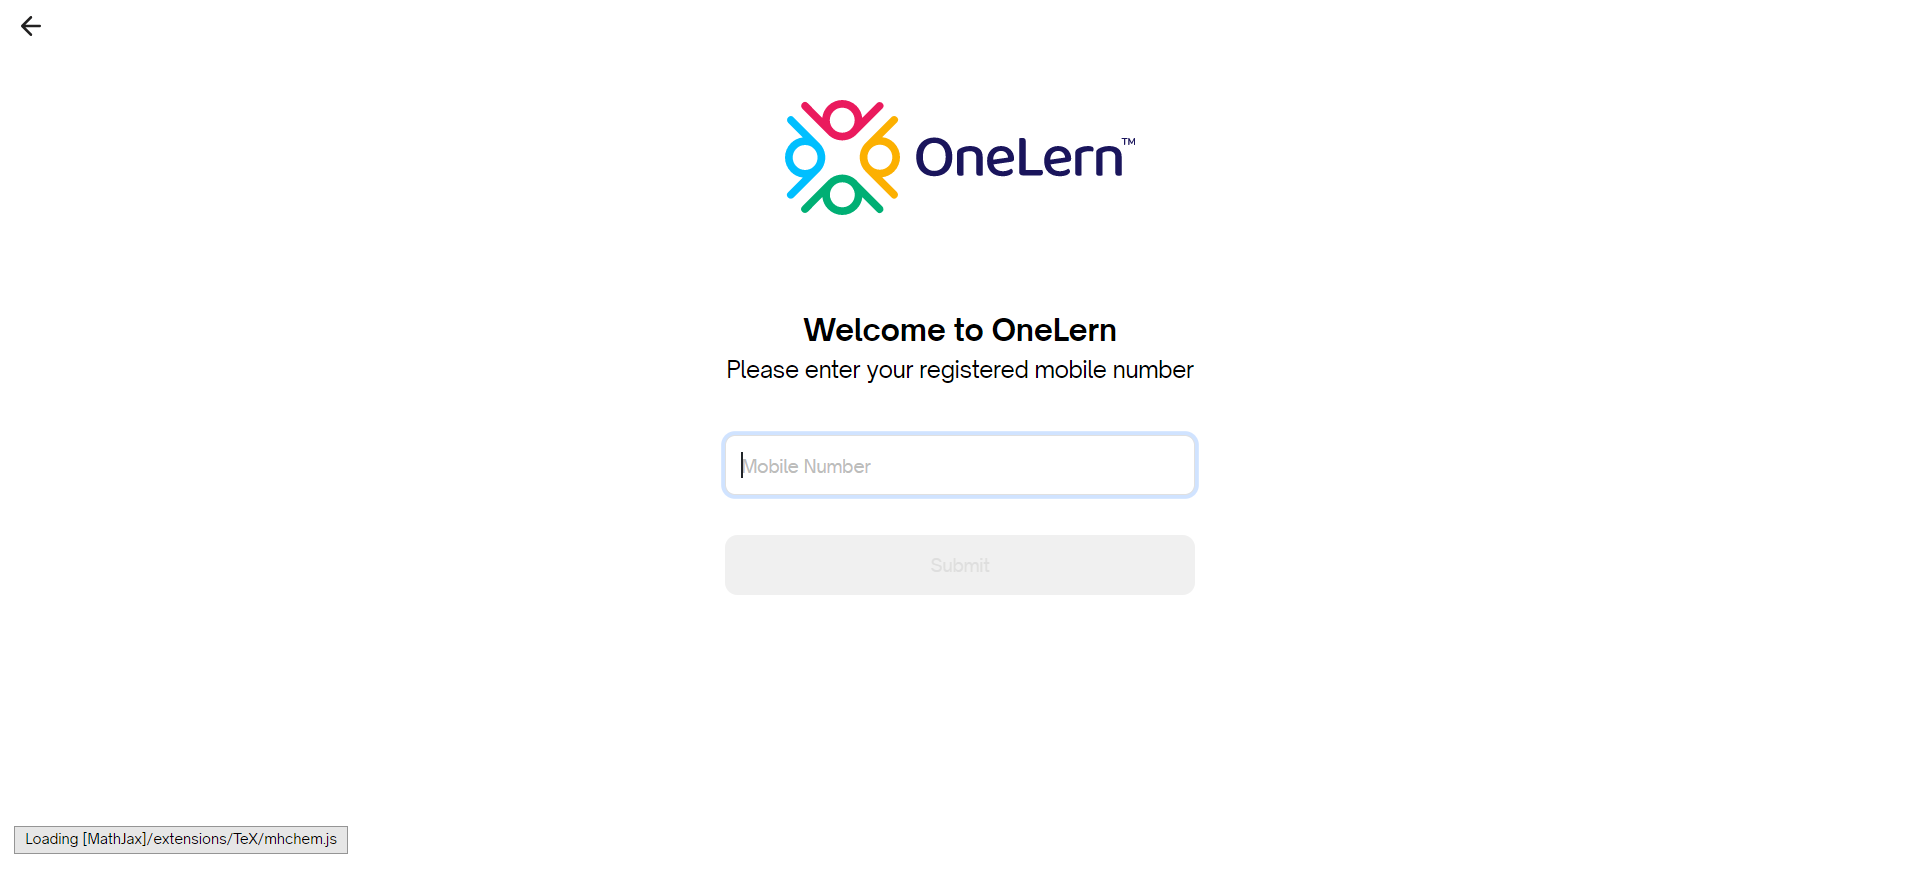 OneLern™
Welcome to OneLern
Please enter your registered mobile number
Mobile Number
Submit
Loading [MathJax]/extensions/TeX/mhchem.js